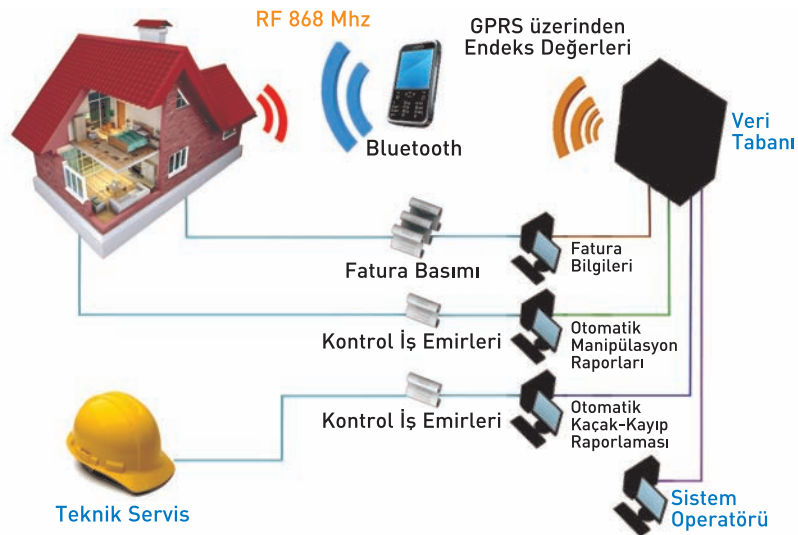 RF 868 Mhz
GPRS üzerinden
Endeks Değerleri
Bluetooth
Veri
Tabanı
Fatura Basımı
Fatura
Bilgileri
Kontrol İş Emirleri
Otomatik
Manipülasyon
Raporları
Kontrol İş Emirleri
Otomatik
Kaçak-Kayıp
Raporlaması
Teknik Servis
Sistem
Operatörü